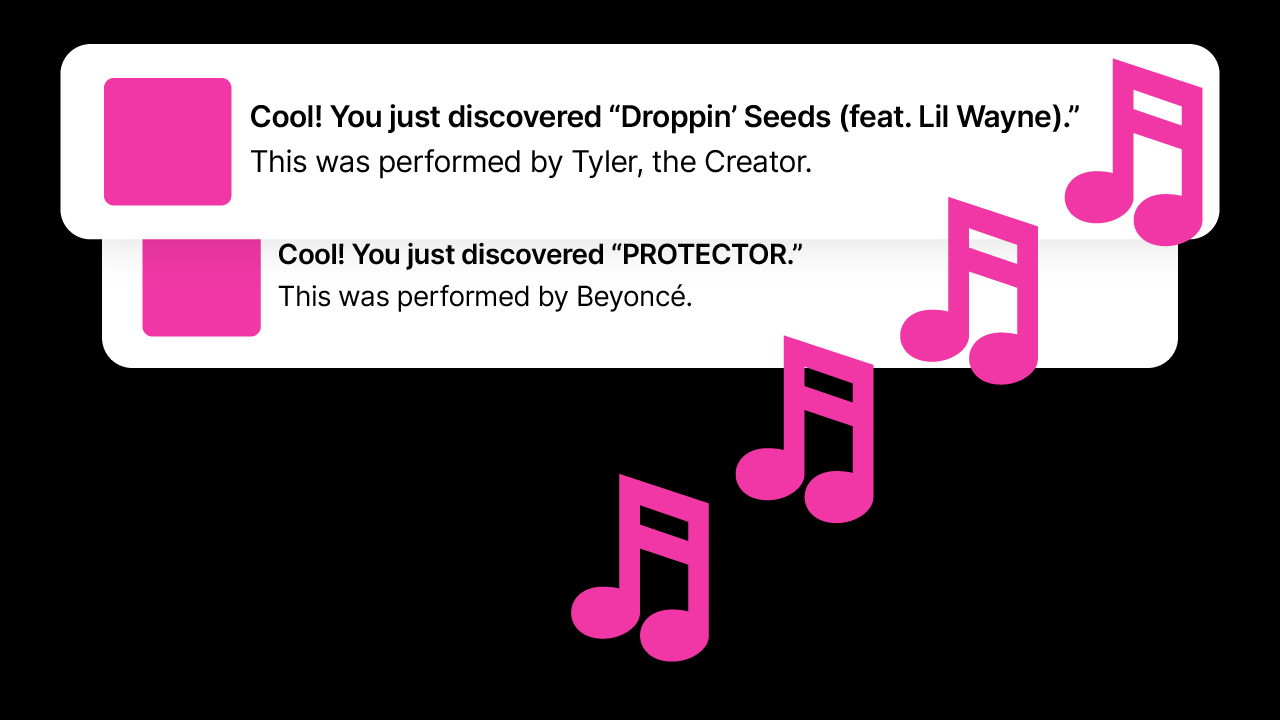 Cool! You just discovered “Droppin’ Seeds (feat. Lil Wayne).”
This was performed by Tyler, the Creator.
Cool! You just discovered “PROTECTOR.”
This was performed by Beyoncé.